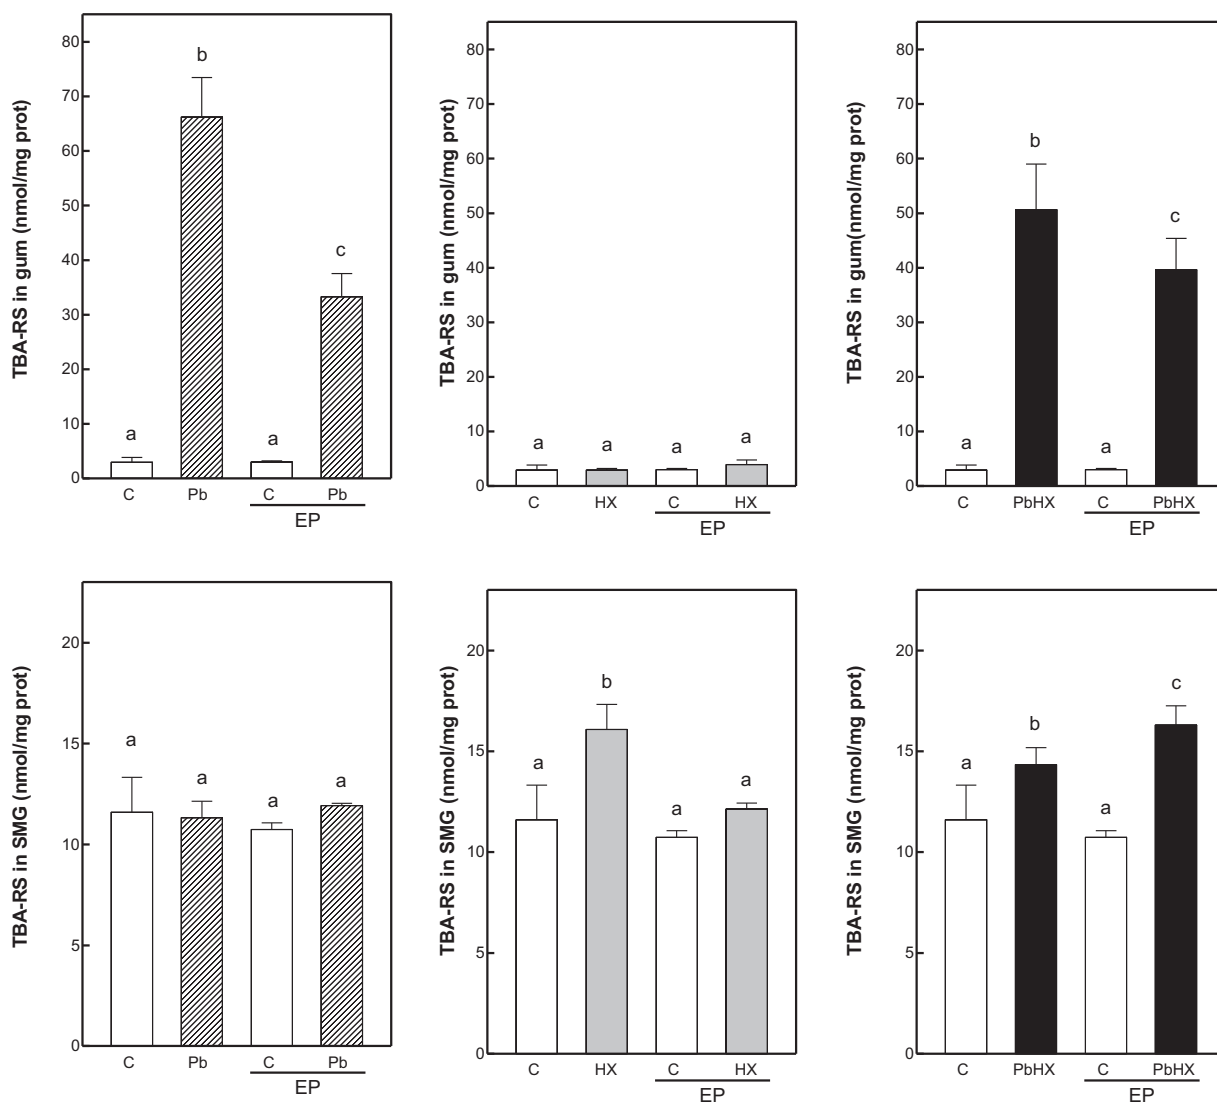 TBA-RS in gum (nmol/mg prot)
80
70
60
50
40
30
20
10
0
a
b
a
c
C Pb C Pb
EP
TBA-RS in gum (nmol/mg prot)
80
70
60
50
40
30
20
10
0
a a a a
C HX C HX
EP
TBA-RS in gum(nmol/mg prot)
80
70
60
50
40
30
20
10
0
a
b
a
c
C PbHX C PbHX
EP
TBA-RS in SMG (nmol/mg prot)
20
15
10
5
0
a
a
a
a
C Pb C Pb
EP
TBA-RS in SMG (nmol/mg prot)
20
15
10
5
0
a
b
a
a
C HX C HX
EP
TBA-RS in SMG (nmol/mg prot)
20
15
10
5
0
a
b
a
c
C PbHX C PbHX
EP